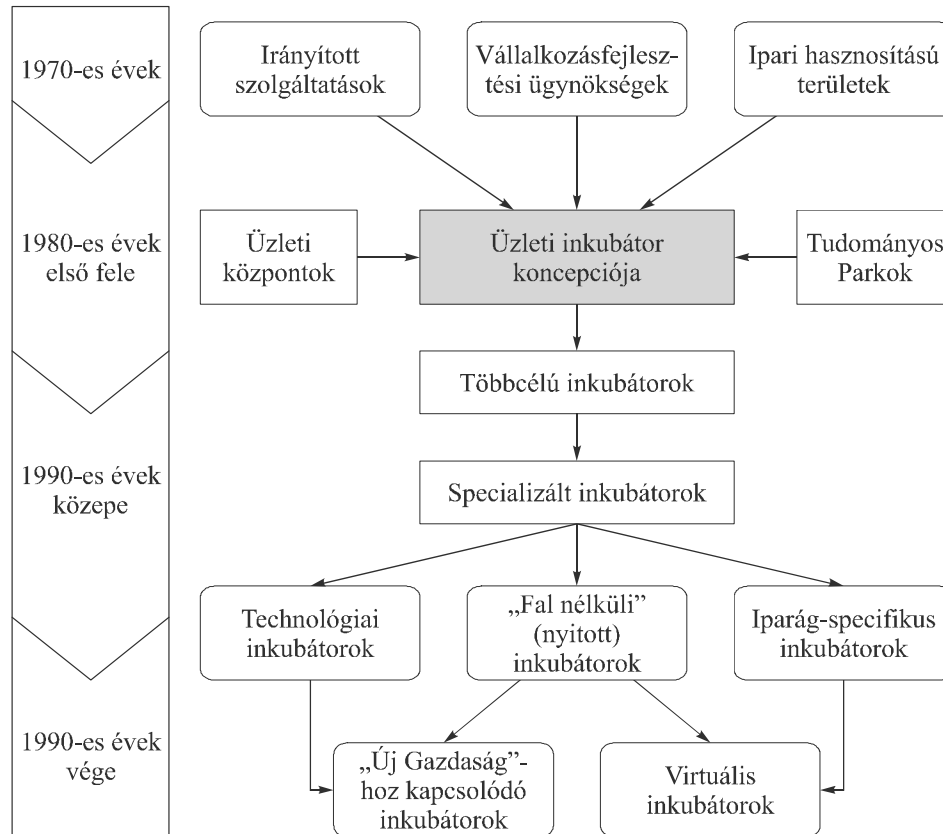 1970-es évek
Irányított
szolgáltatások
Vállalkozásfejlesz-
tési ügynökségek
Ipari hasznosítású
területek
1980-es évek
első fele
Üzleti
központok
Üzleti inkubátor
koncepciója
Tudományos
Parkok
Többcélú inkubátorok
1990-es évek
közepe
Specializált inkubátorok
Technológiai
inkubátorok
„Fal nélküli”
(nyitott)
inkubátorok
Iparág-specifikus
inkubátorok
1990-es évek
vége
„Új Gazdaság”-
hoz kapcsolódó
inkubátorok
Virtuális
inkubátorok